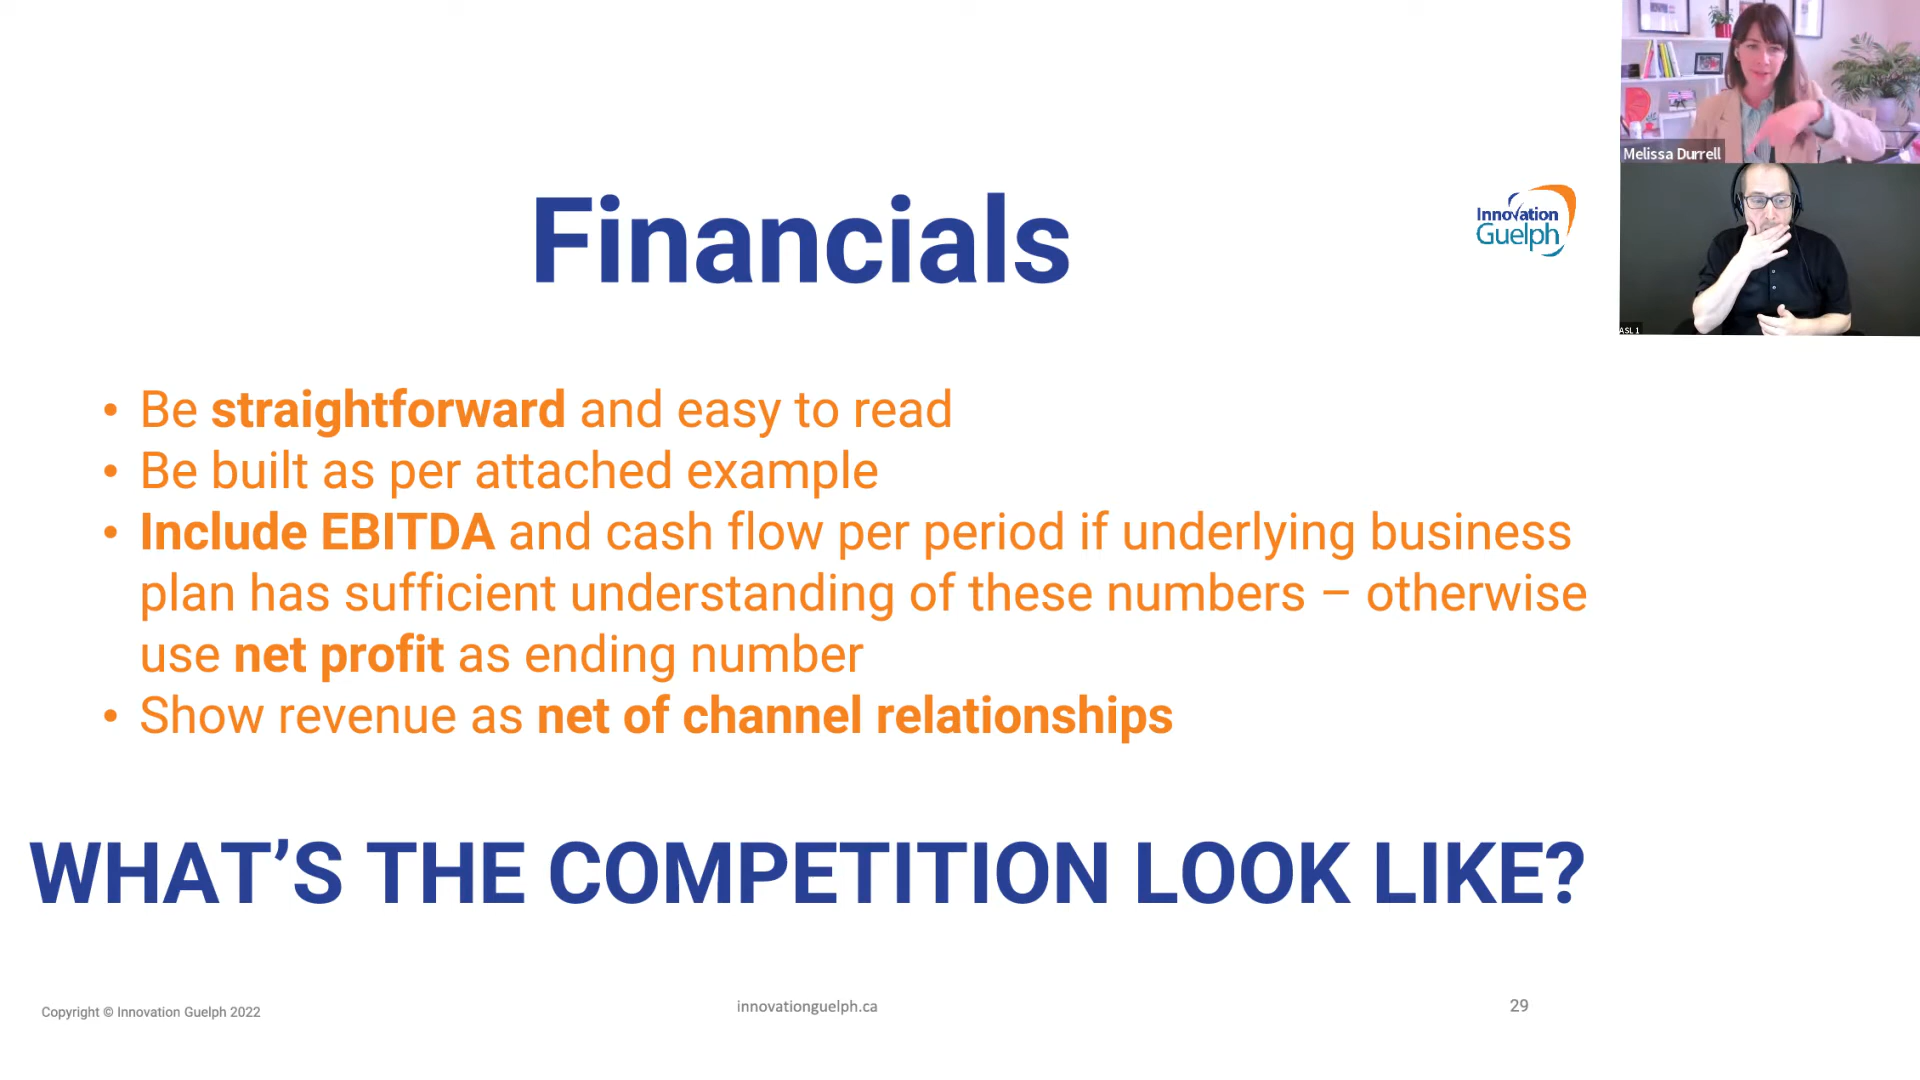 Financials
Innovation
Guelph
• Be straightforward and easy to read
• Be built as per attached example
• Include EBITDA and cash flow per period if underlying business
plan has sufficient understanding of these numbers – otherwise
use net profit as ending number
• Show revenue as net of channel relationships
WHAT’S THE COMPETITION LOOK LIKE?
Copyright © Innovation Guelph 2022
innovationguelph.ca
29
Melissa Durrell
ASL 1